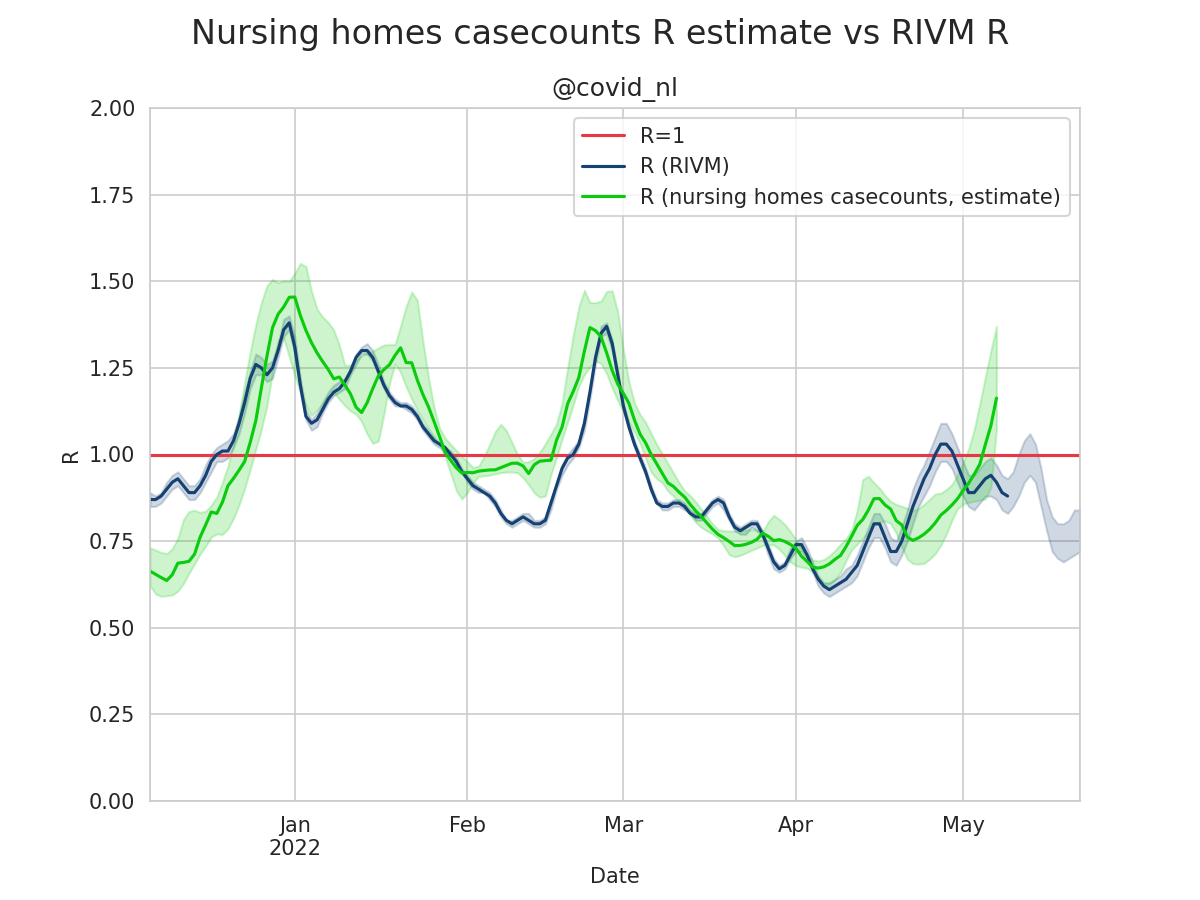 Nursing homes casecounts R estimate vs RIVM R
@covid_nl
R=1
R (RIVM)
R (nursing homes casecounts, estimate)
2.00
1.75
1.50
1.25
1.00
0.75
0.50
0.25
0.00
R
Jan
2022
Feb
Mar
Apr
May
Date